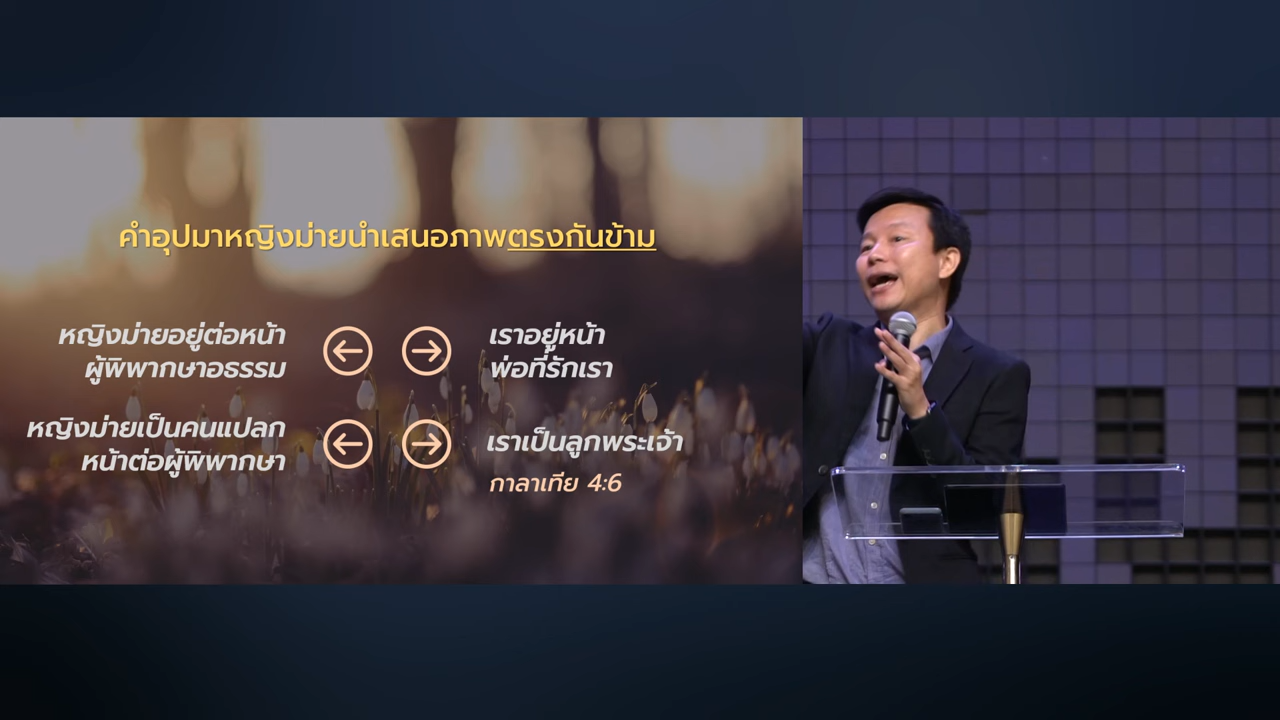 คำอุปมาหญิงม่ายนำเสนอภาพตรงกันข้าม
หญิงม่ายอยู่ต่อหน้า
ผู้พิพากษาอธรรม
เราอยู่หน้า
พ่อที่รักเรา
หญิงม่ายเป็นคนแปลก
หน้าต่อผู้พิพากษา
เราเป็นลูกพระเจ้า
กาลาเทีย 4:6